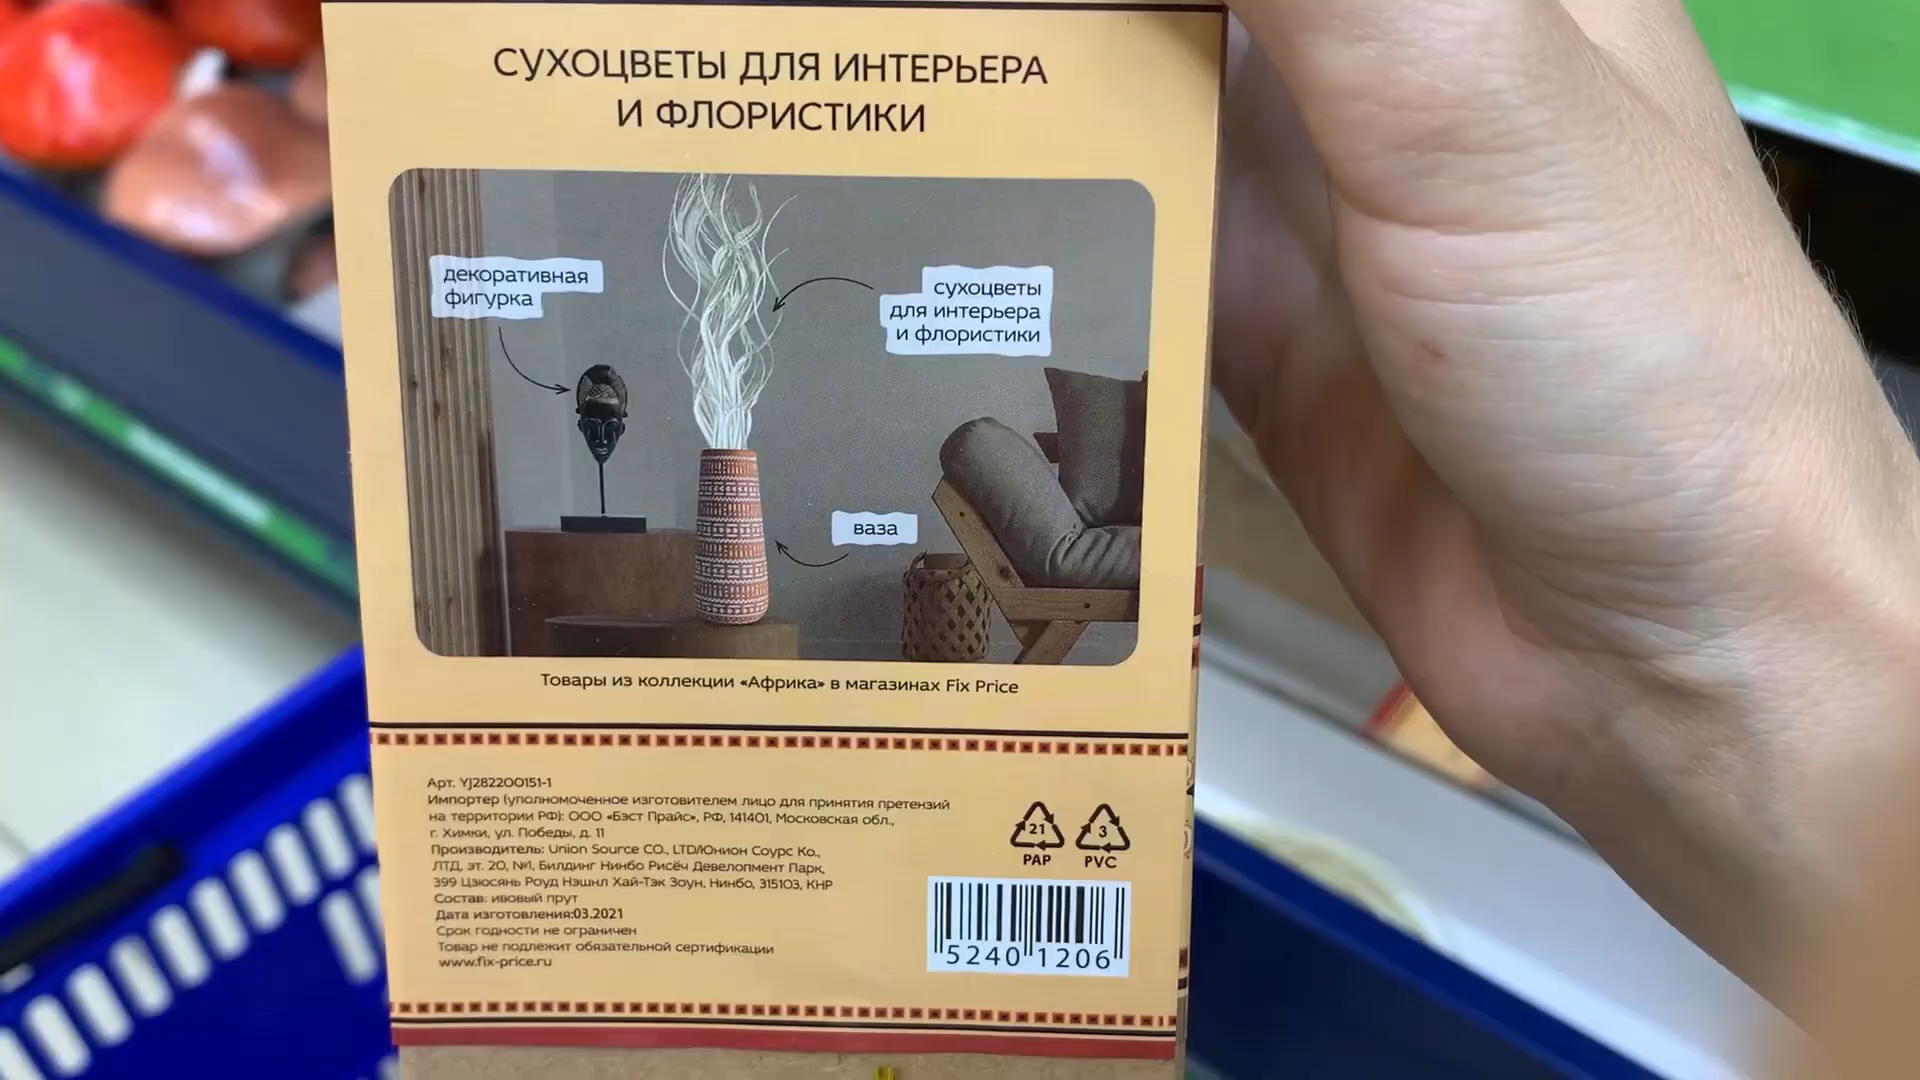 СУХОЦВЕТЫ ДЛЯ ИНТЕРЬЕРА
И ФЛОРИСТИКИ
декоративная
фигурка
сухоцветы
для интерьера
и флористики
ваза
Товары из коллекции «Африка» в магазинах Fix Price
Арт. YJ282200151-1
Импортер (уполномоченное изготовителем лицо для принятия претензий
на территории РФ): ООО «Бэст Прайс», РФ, 141401, Московская обл.,
г. Химки, ул. Победы, д. 11
Производитель: Union Source CO., LTD/Юнион Соурс Ко.,
ЛТД, эт. 20, №1, Билдинг Нинбо Рисёч Девелопмент Парк,
399 Цзюсянь Роуд Нэшнл Хай-Тэк Зоун, Нинбо, 315103, КНР
Состав: ивовый прут
Дата изготовления:03.2021
Срок годности не ограничен
Товар не подлежит обязательной сертификации
www.fix-price.ru
21
PAP
3
PVC
5240 1206